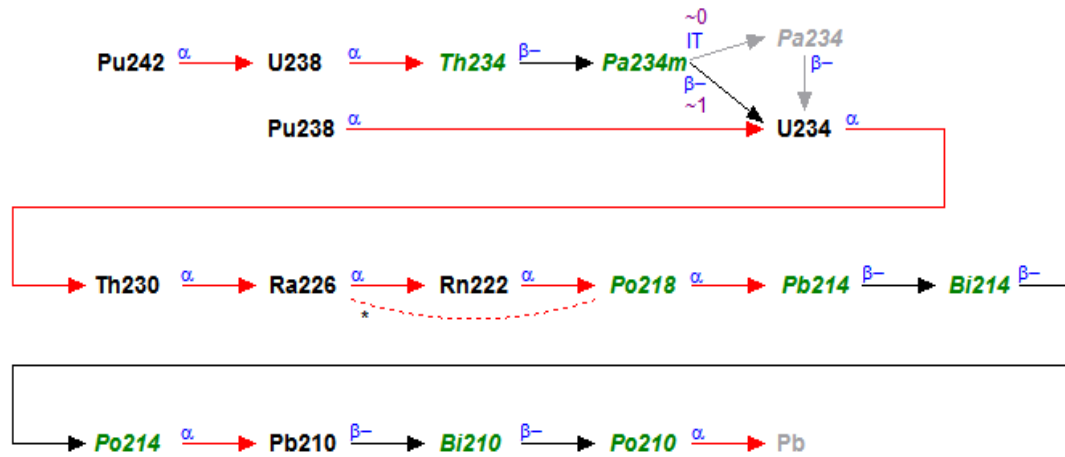 ~0
IT
Pa234
Pu242 α U238 α Th234 β− Pa234m β−
β−
~1
Pu238 α U234 α
Th230 α Ra226 α Rn222 α Po218 α Pb214 β− Bi214 β−
*
Po214 α Pb210 β− Bi210 β− Po210 α Pb